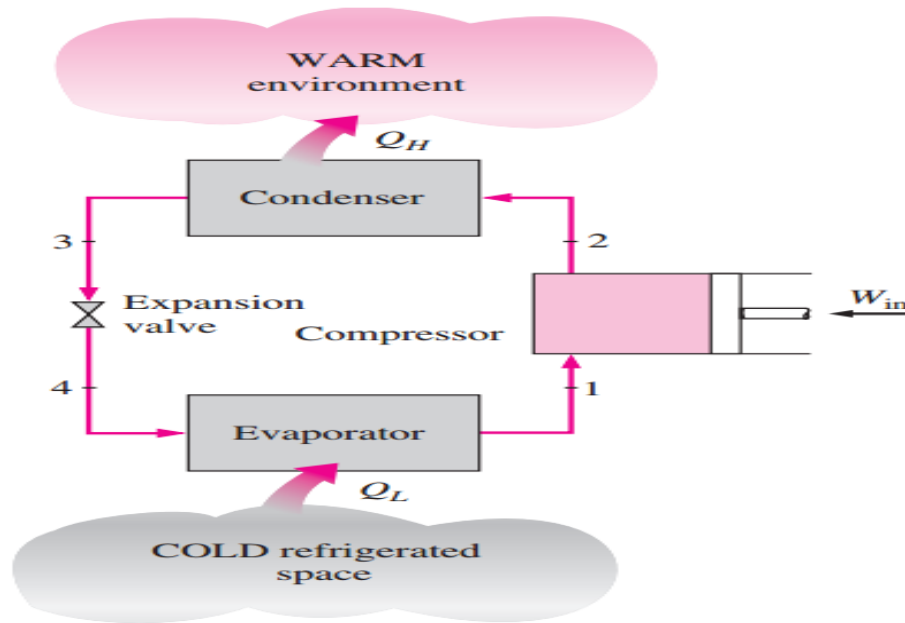 WARM
environment
Q_H
Condenser
3
2
Expansion
valve
Compressor
W_in
4
1
Evaporator
Q_L
COLD refrigerated
space